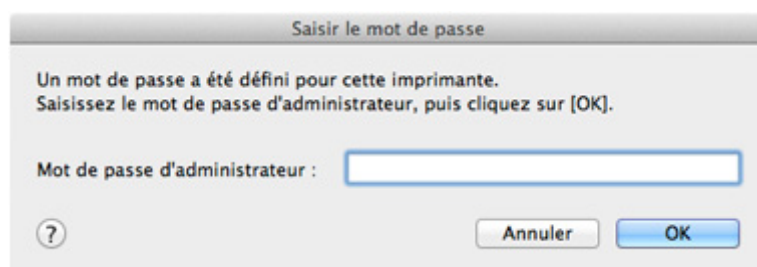 Saisir le mot de passe
Un mot de passe a été défini pour cette imprimante.
Saisissez le mot de passe d'administrateur, puis cliquez sur [OK].
Mot de passe d'administrateur :
?
Annuler
OK